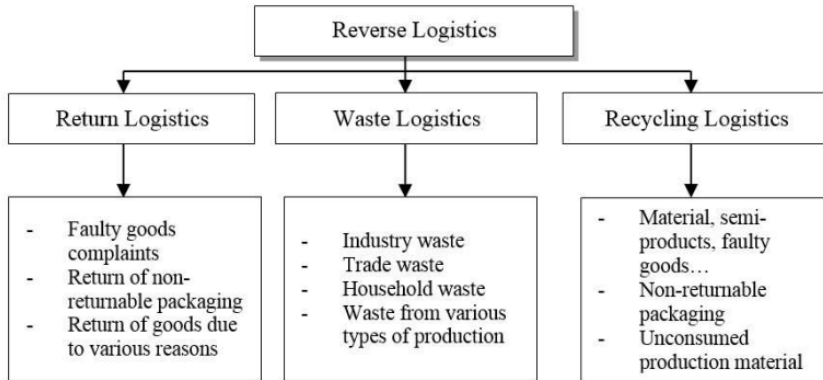 Reverse Logistics
Return Logistics
Waste Logistics
Recycling Logistics
- Faulty goods
complaints
- Return of non-
returnable packaging
- Return of goods due
to various reasons
- Industry waste
- Trade waste
- Household waste
- Waste from various
types of production
- Material, semi-
products, faulty
goods…
- Non-returnable
packaging
- Unconsumed
production material